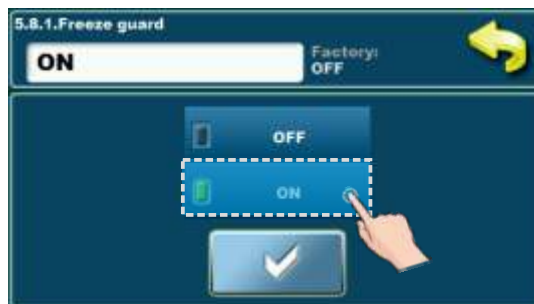 5.8.1.Freeze guard
ON
Factory:
OFF
OFF
ON